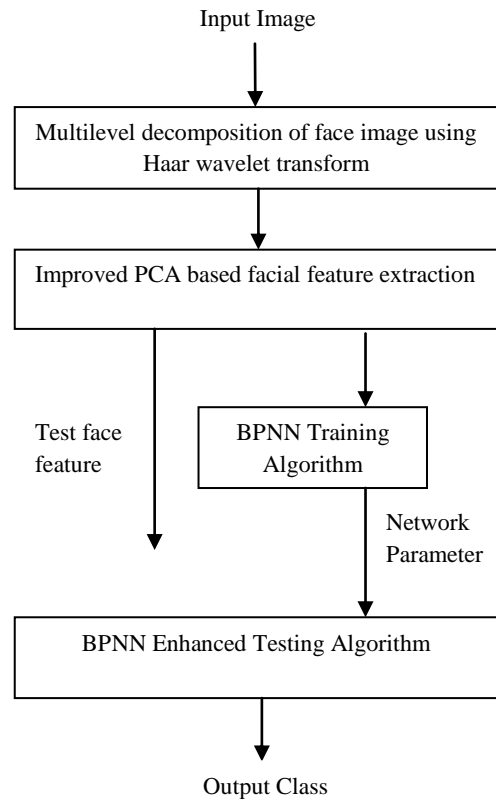 Input Image
Multilevel decomposition of face image using
Haar wavelet transform
Improved PCA based facial feature extraction
Test face
feature
BPNN Training
Algorithm
Network
Parameter
BPNN Enhanced Testing Algorithm
Output Class